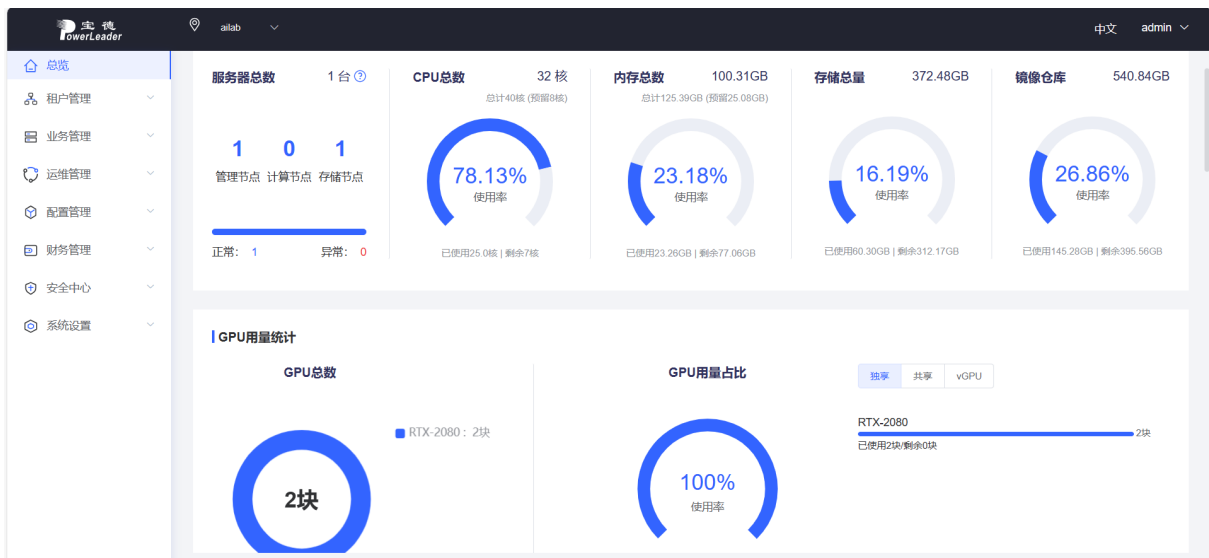 宝德
PowerLeader
ailab
中文
admin
总览
租户管理
业务管理
运维管理
配置管理
财务管理
安全中心
系统设置
服务器总数 1 台
1 0 1
管理节点 计算节点 存储节点
正常： 1 异常： 0
CPU总数 32 核
总计40核 (预留8核)
78.13%
使用率
已使用25.0核 | 剩余7核
内存总数 100.31GB
总计125.39GB (预留25.08GB)
23.18%
使用率
已使用23.26GB | 剩余77.06GB
存储总量 372.48GB
16.19%
使用率
已使用60.30GB | 剩余312.17GB
镜像仓库 540.84GB
26.86%
使用率
已使用145.28GB | 剩余395.56GB
GPU用量统计
GPU总数
RTX-2080： 2块
2块
GPU用量占比
100%
使用率
独享 共享 vGPU
RTX-2080
2块
已使用2块/剩余0块